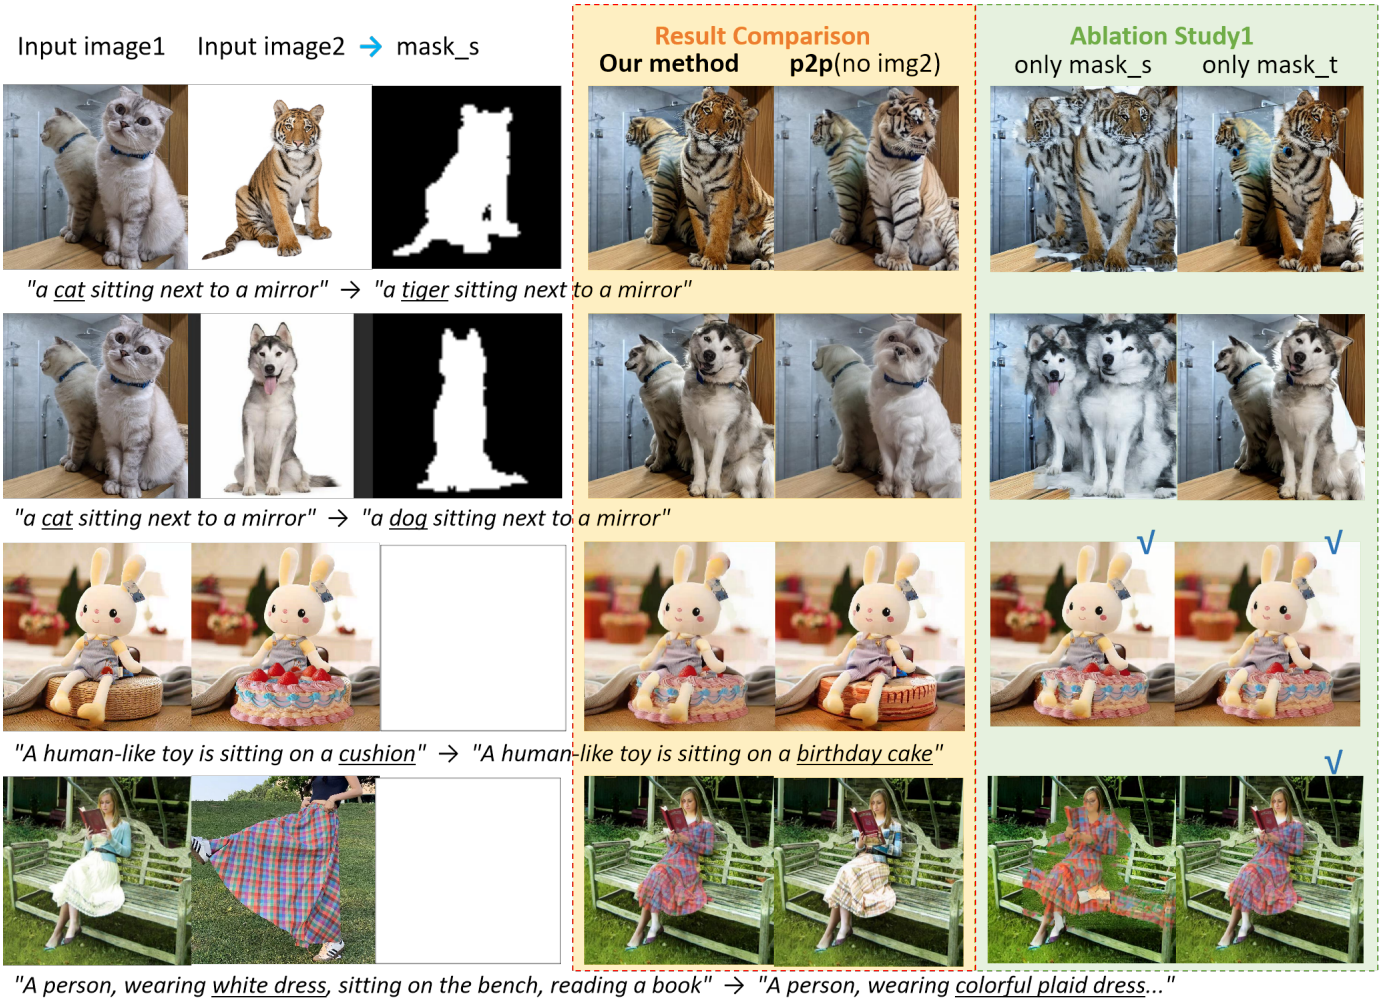 Input image1 Input image2 → mask_s
Result Comparison
Our method p2p(no img2)
Ablation Study1
only mask_s only mask_t
"a cat sitting next to a mirror" → "a tiger sitting next to a mirror"
"a cat sitting next to a mirror" → "a dog sitting next to a mirror"
√ √
"A human-like toy is sitting on a cushion" → "A human-like toy is sitting on a birthday cake"
√
"A person, wearing white dress, sitting on the bench, reading a book" → "A person, wearing colorful plaid dress..."